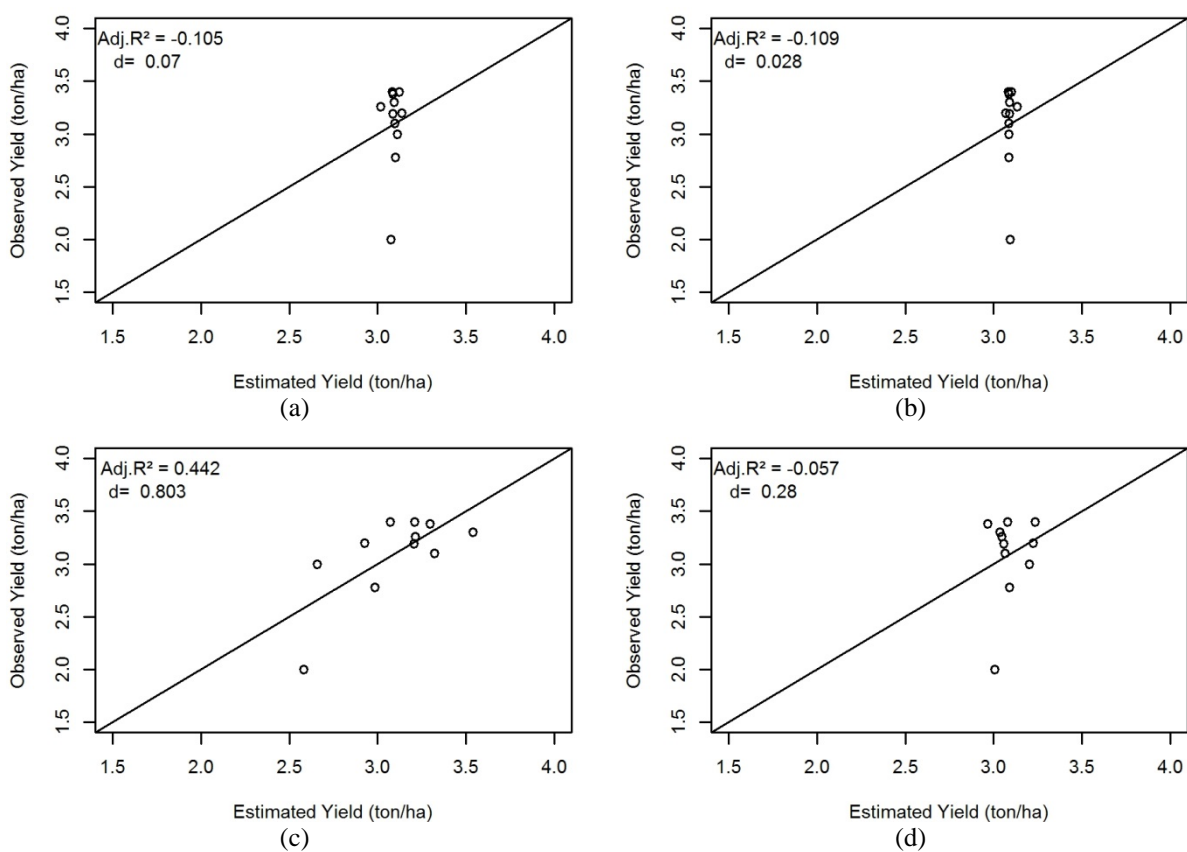 Adj.R² = -0.105
d= 0.07
Observed Yield (ton/ha)
4.0
3.5
3.0
2.5
2.0
1.5
1.5 2.0 2.5 3.0 3.5 4.0
Estimated Yield (ton/ha)
(a)
Adj.R² = -0.109
d= 0.028
Observed Yield (ton/ha)
4.0
3.5
3.0
2.5
2.0
1.5
1.5 2.0 2.5 3.0 3.5 4.0
Estimated Yield (ton/ha)
(b)
Adj.R² = 0.442
d= 0.803
Observed Yield (ton/ha)
4.0
3.5
3.0
2.5
2.0
1.5
1.5 2.0 2.5 3.0 3.5 4.0
Estimated Yield (ton/ha)
(c)
Adj.R² = -0.057
d= 0.28
Observed Yield (ton/ha)
4.0
3.5
3.0
2.5
2.0
1.5
1.5 2.0 2.5 3.0 3.5 4.0
Estimated Yield (ton/ha)
(d)